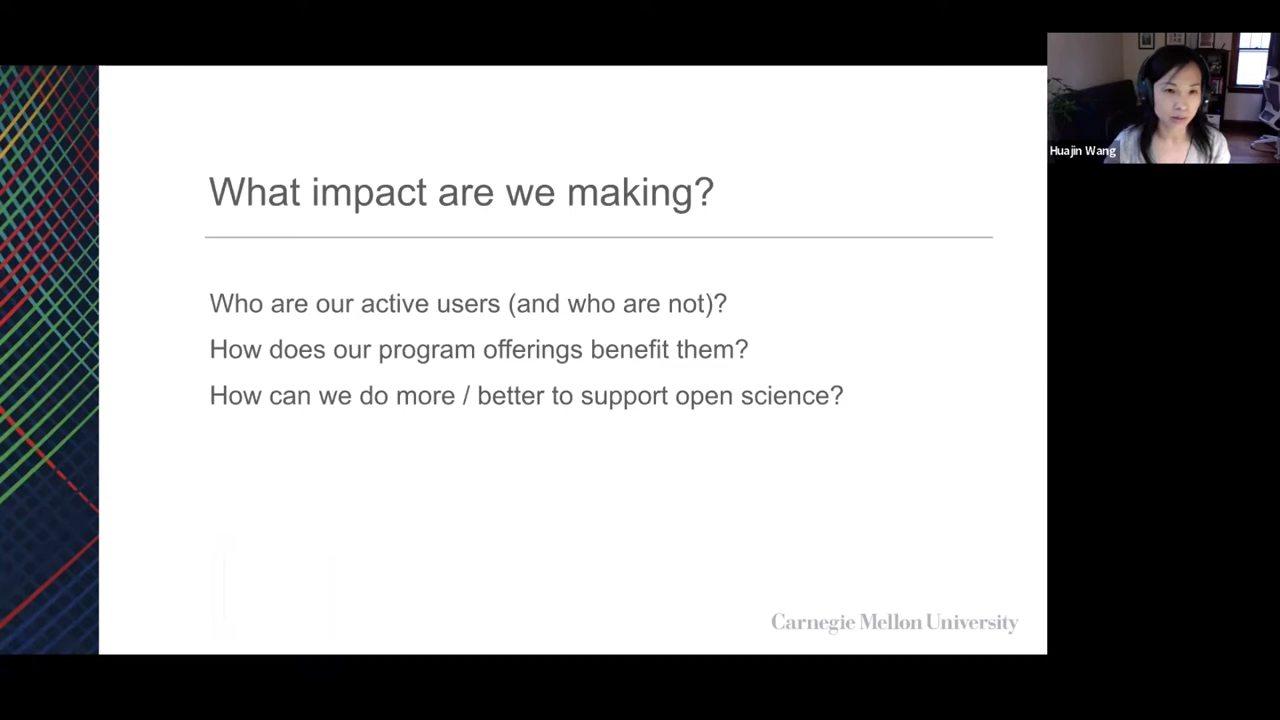 What impact are we making?
Who are our active users (and who are not)?
How does our program offerings benefit them?
How can we do more / better to support open science?
Carnegie Mellon University
Huajin Wang